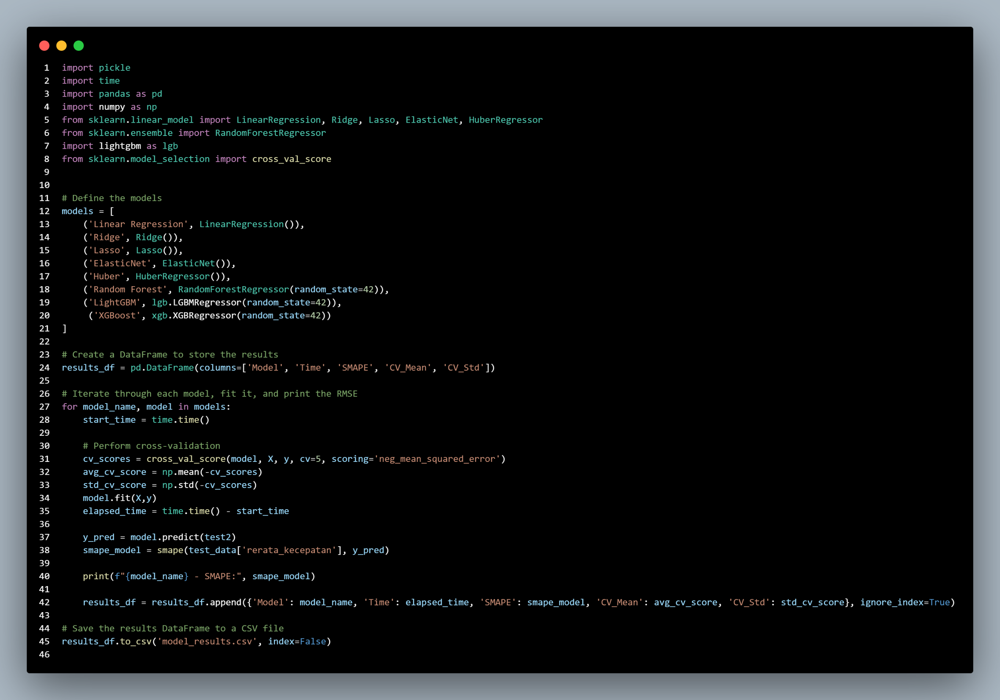 1 import pickle
2 import time
3 import pandas as pd
4 import numpy as np
5 from sklearn.linear_model import LinearRegression, Ridge, Lasso, ElasticNet, HuberRegressor
6 from sklearn.ensemble import RandomForestRegressor
7 import lightgbm as lgb
8 from sklearn.model_selection import cross_val_score
9
10
11 # Define the models
12 models = [
13     ('Linear Regression', LinearRegression()),
14     ('Ridge', Ridge()),
15     ('Lasso', Lasso()),
16     ('ElasticNet', ElasticNet()),
17     ('Huber', HuberRegressor()),
18     ('Random Forest', RandomForestRegressor(random_state=42)),
19     ('LightGBM', lgb.LGBMRegressor(random_state=42)),
20      ('XGBoost', xgb.XGBRegressor(random_state=42))
21 ]
22
23 # Create a DataFrame to store the results
24 results_df = pd.DataFrame(columns=['Model', 'Time', 'SMAPE', 'CV_Mean', 'CV_Std'])
25
26 # Iterate through each model, fit it, and print the RMSE
27 for model_name, model in models:
28     start_time = time.time()
29
30     # Perform cross-validation
31     cv_scores = cross_val_score(model, X, y, cv=5, scoring='neg_mean_squared_error')
32     avg_cv_score = np.mean(-cv_scores)
33     std_cv_score = np.std(-cv_scores)
34     model.fit(X,y)
35     elapsed_time = time.time() - start_time
36
37     y_pred = model.predict(test2)
38     smape_model = smape(test_data['rerata_kecepatan'], y_pred)
39
40     print(f"{model_name} - SMAPE:", smape_model)
41
42     results_df = results_df.append({'Model': model_name, 'Time': elapsed_time, 'SMAPE': smape_model, 'CV_Mean': avg_cv_score, 'CV_Std': std_cv_score}, ignore_index=True)
43
44 # Save the results DataFrame to a CSV file
45 results_df.to_csv('model_results.csv', index=False)
46